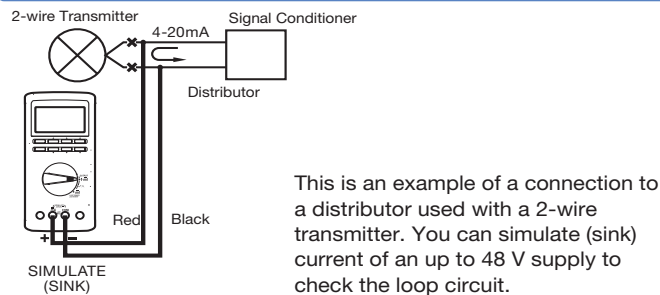 2-wire Transmitter
Signal Conditioner
4-20mA
Distributor
Red
Black
+
−
SIMULATE
(SINK)
This is an example of a connection to
a distributor used with a 2-wire
transmitter. You can simulate (sink)
current of an up to 48 V supply to
check the loop circuit.